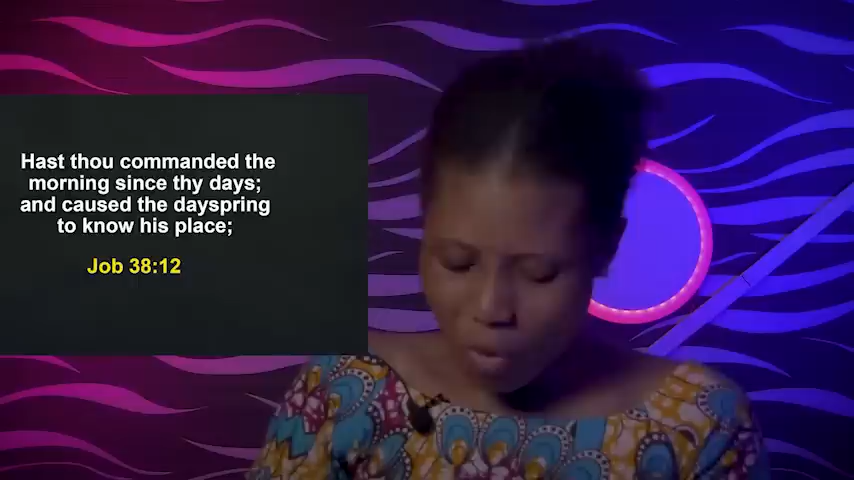 Hast thou commanded the
morning since thy days;
and caused the dayspring
to know his place;
Job 38:12